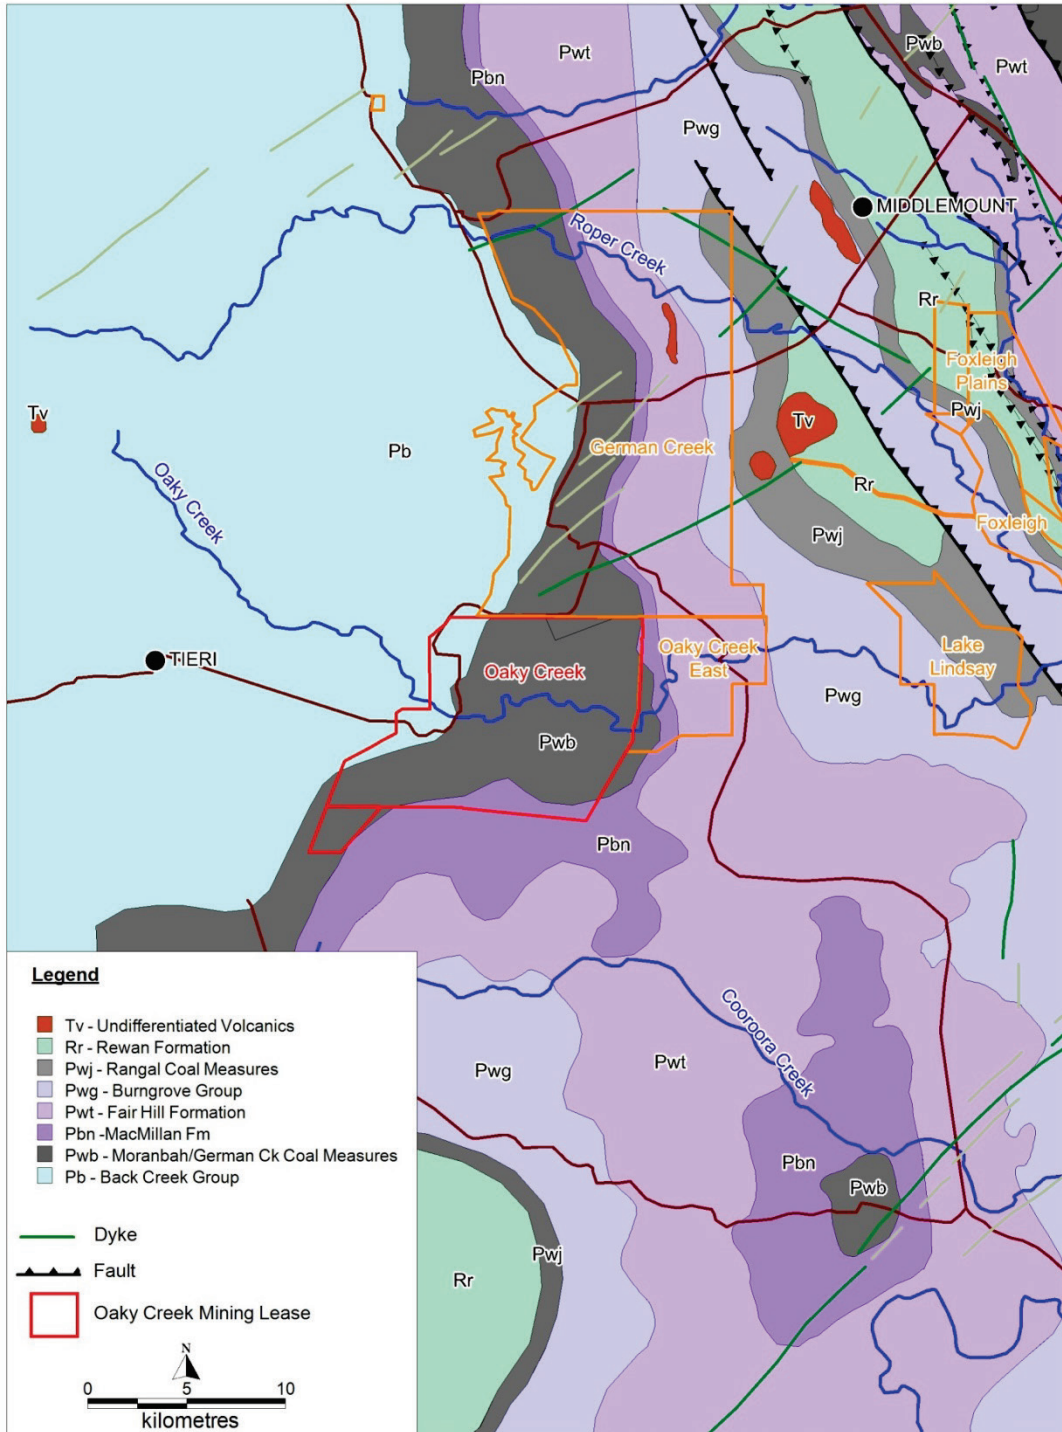 Pwb
Pwt
Pwt
Pbn
Pwg
MIDDLEMOUNT
Roper Creek
Rr
Foxleigh
Plains
Pwj
Tv
Tv
Pb
German Creek
Oaky Creek
Rr
Foxleigh
Pwj
TIERI
Oaky Creek
Oaky Creek
East
Lake
Lindsay
Pwg
Pwb
Pbn
Cooroora Creek
Pwg
Pwt
Pbn
Pwb
Pwj
Rr
Legend
Tv - Undifferentiated Volcanics
Rr - Rewan Formation
Pwj - Rangal Coal Measures
Pwg - Burngrove Group
Pwt - Fair Hill Formation
Pbn -MacMillan Fm
Pwb - Moranbah/German Ck Coal Measures
Pb - Back Creek Group
Dyke
Fault
Oaky Creek Mining Lease
N
0 5 10
kilometres